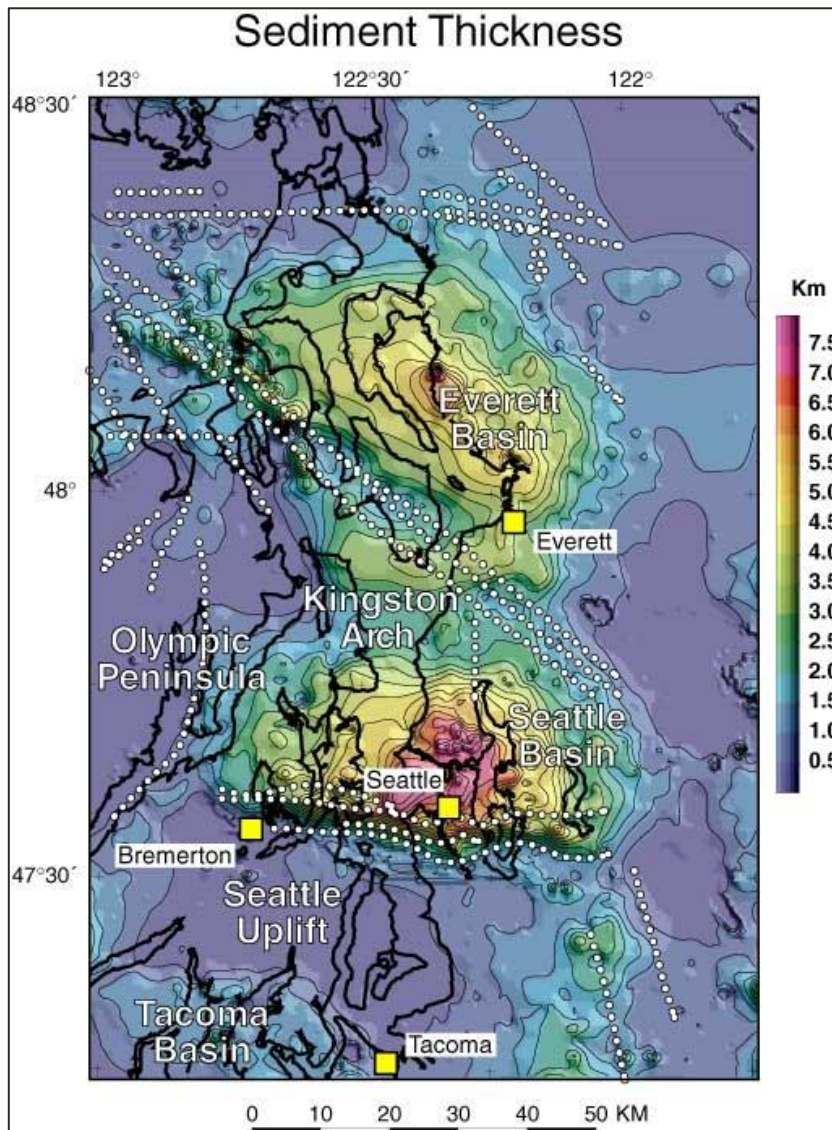 Sediment Thickness
123° 122°30´ 122°
48°30´
Km
7.5
7.0
6.5
6.0
5.5
5.0
4.5
4.0
3.5
3.0
2.5
2.0
1.5
1.0
0.5
Everett
Basin
48°
Everett
Kingston
Arch
Olympic
Peninsula
Seattle
Basin
Seattle
Bremerton
47°30´
Seattle
Uplift
Tacoma
Basin
Tacoma
0 10 20 30 40 50 KM